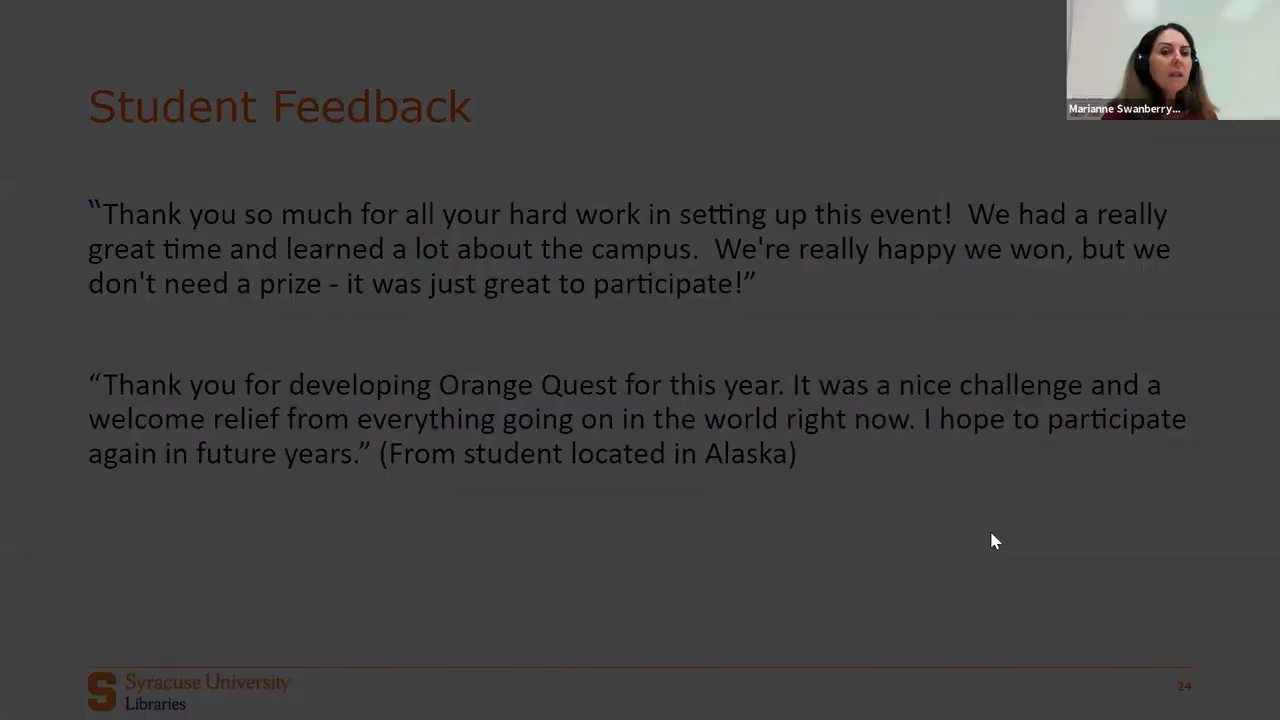 Marianne Swanberry...
Student Feedback
“Thank you so much for all your hard work in setting up this event!  We had a really
great time and learned a lot about the campus.  We're really happy we won, but we
don't need a prize - it was just great to participate!”
“Thank you for developing Orange Quest for this year. It was a nice challenge and a
welcome relief from everything going on in the world right now. I hope to participate
again in future years.” (From student located in Alaska)
S
Syracuse University
Libraries
24